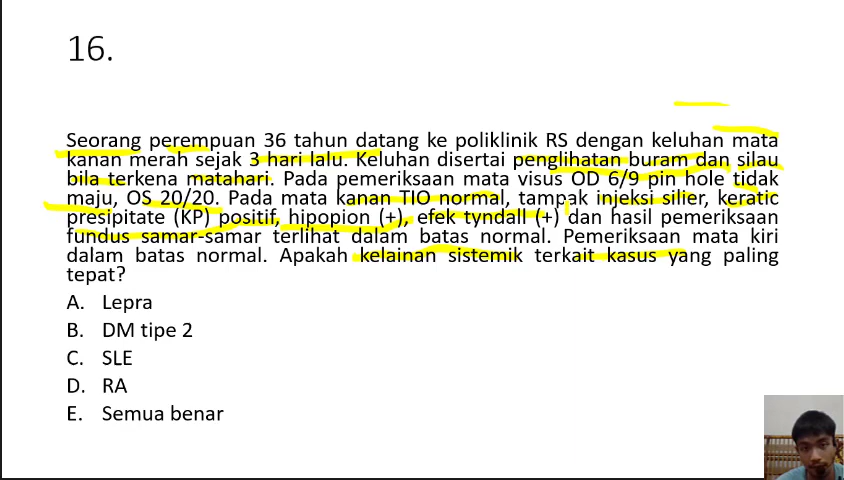 16.
Seorang perempuan 36 tahun datang ke poliklinik RS dengan keluhan mata
kanan merah sejak 3 hari lalu. Keluhan disertai penglihatan buram dan silau
bila terkena matahari. Pada pemeriksaan mata visus OD 6/9 pin hole tidak
maju, OS 20/20. Pada mata kanan TIO normal, tampak injeksi silier, keratic
presipitate (KP) positif, hipopion (+), efek tyndall (+) dan hasil pemeriksaan
fundus samar-samar terlihat dalam batas normal. Pemeriksaan mata kiri
dalam batas normal. Apakah kelainan sistemik terkait kasus yang paling
tepat?
A. Lepra
B. DM tipe 2
C. SLE
D. RA
E. Semua benar